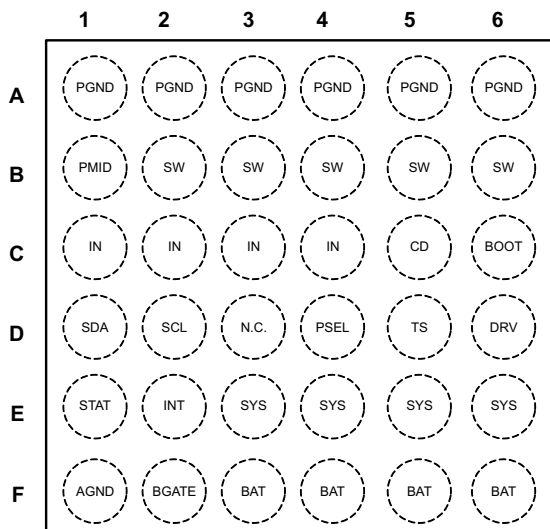 1 2 3 4 5 6
A PGND PGND PGND PGND PGND PGND
B PMID SW SW SW SW SW
C IN IN IN IN CD BOOT
D SDA SCL N.C. PSEL TS DRV
E STAT INT SYS SYS SYS SYS
F AGND BGATE BAT BAT BAT BAT